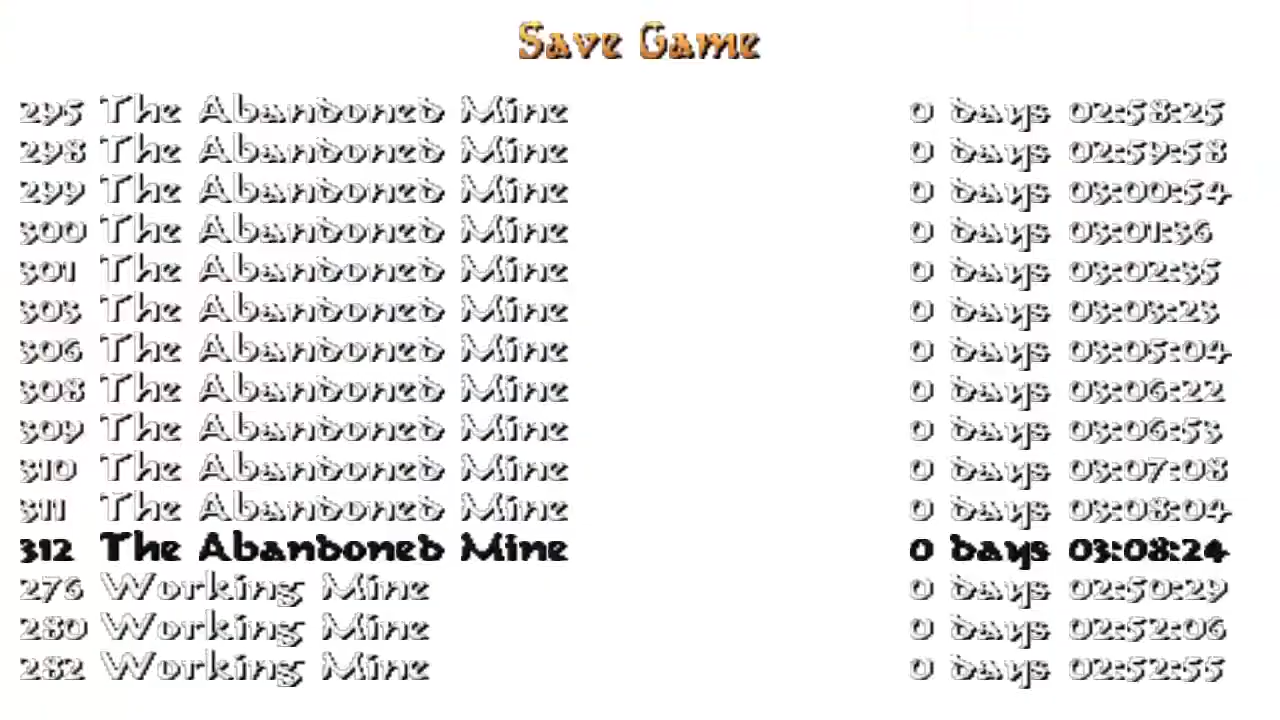 Save Game
295 The Abandoned Mine 0 days 02:58:25
298 The Abandoned Mine 0 days 02:59:58
299 The Abandoned Mine 0 days 03:00:54
300 The Abandoned Mine 0 days 03:01:36
301 The Abandoned Mine 0 days 03:02:35
303 The Abandoned Mine 0 days 03:03:23
306 The Abandoned Mine 0 days 03:05:04
308 The Abandoned Mine 0 days 03:06:22
309 The Abandoned Mine 0 days 03:06:53
310 The Abandoned Mine 0 days 03:07:08
311 The Abandoned Mine 0 days 03:08:04
312 The Abandoned Mine 0 days 03:08:24
276 Working Mine 0 days 02:50:29
280 Working Mine 0 days 02:52:06
282 Working Mine 0 days 02:52:55